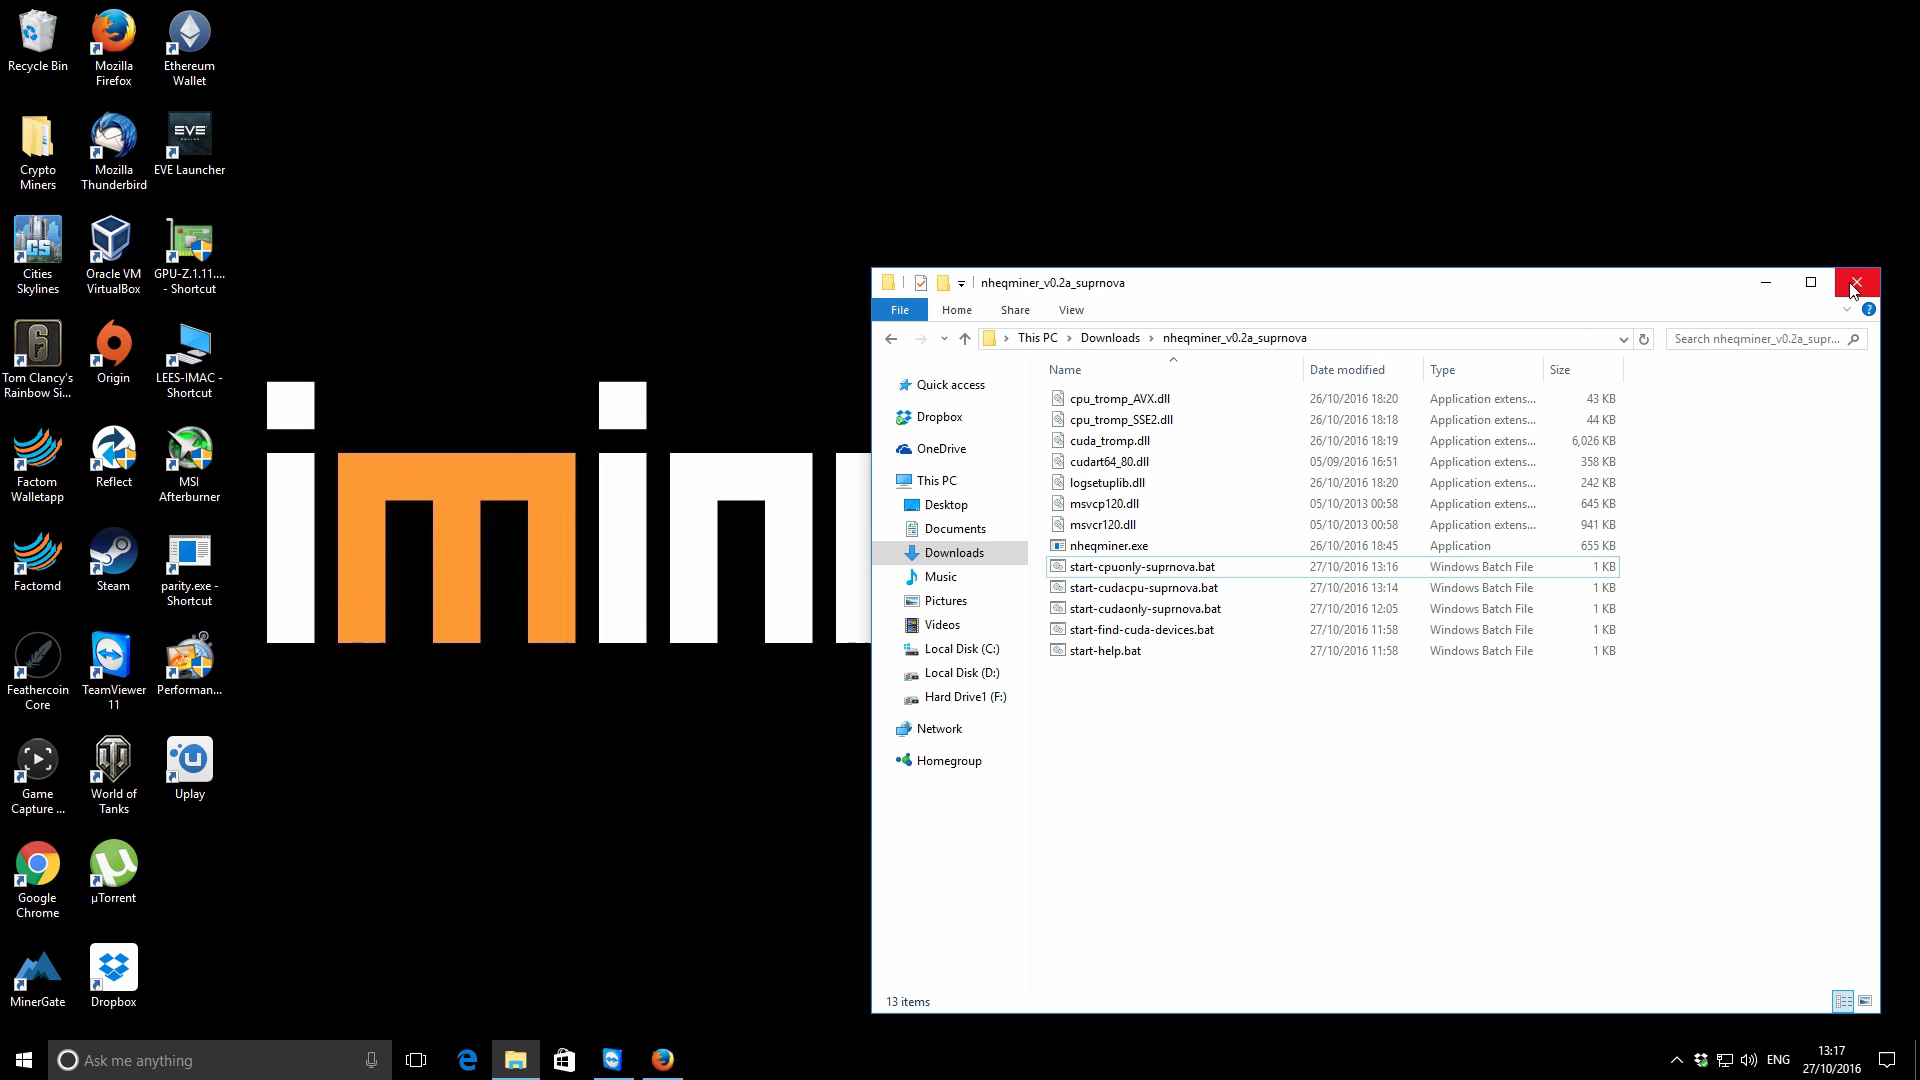 Recycle Bin
Mozilla
Firefox
Ethereum
Wallet
Crypto
Miners
Mozilla
Thunderbird
EVE
EVE Launcher
CS
Cities
Skylines
Oracle VM
VirtualBox
GPU-Z.1.11....
- Shortcut
6
Tom Clancy's
Rainbow Si...
Origin
LEES-IMAC -
Shortcut
Factom
Walletapp
Reflect
MSI
Afterburner
Factomd
Steam
parity.exe -
Shortcut
Feathercoin
Core
TeamViewer
11
Performan...
Game
Capture ...
World of
Tanks
Uplay
Google
Chrome
µTorrent
MinerGate
Dropbox
imin
nheqminer_v0.2a_suprnova
File Home Share View
This PC Downloads nheqminer_v0.2a_suprnova
Search nheqminer_v0.2a_supr...
Name Date modified Type Size
Quick access
Dropbox
OneDrive
This PC
Desktop
Documents
Downloads
Music
Pictures
Videos
Local Disk (C:)
Local Disk (D:)
Hard Drive1 (F:)
Network
Homegroup
cpu_tromp_AVX.dll 26/10/2016 18:20 Application extens... 43 KB
cpu_tromp_SSE2.dll 26/10/2016 18:18 Application extens... 44 KB
cuda_tromp.dll 26/10/2016 18:19 Application extens... 6,026 KB
cudart64_80.dll 05/09/2016 16:51 Application extens... 358 KB
logsetuplib.dll 26/10/2016 18:20 Application extens... 242 KB
msvcp120.dll 05/10/2013 00:58 Application extens... 645 KB
msvcr120.dll 05/10/2013 00:58 Application extens... 941 KB
nheqminer.exe 26/10/2016 18:45 Application 655 KB
start-cpuonly-suprnova.bat 27/10/2016 13:16 Windows Batch File 1 KB
start-cudacpu-suprnova.bat 27/10/2016 13:14 Windows Batch File 1 KB
start-cudaonly-suprnova.bat 27/10/2016 12:05 Windows Batch File 1 KB
start-find-cuda-devices.bat 27/10/2016 11:58 Windows Batch File 1 KB
start-help.bat 27/10/2016 11:58 Windows Batch File 1 KB
13 items
Ask me anything
ENG
13:17
27/10/2016